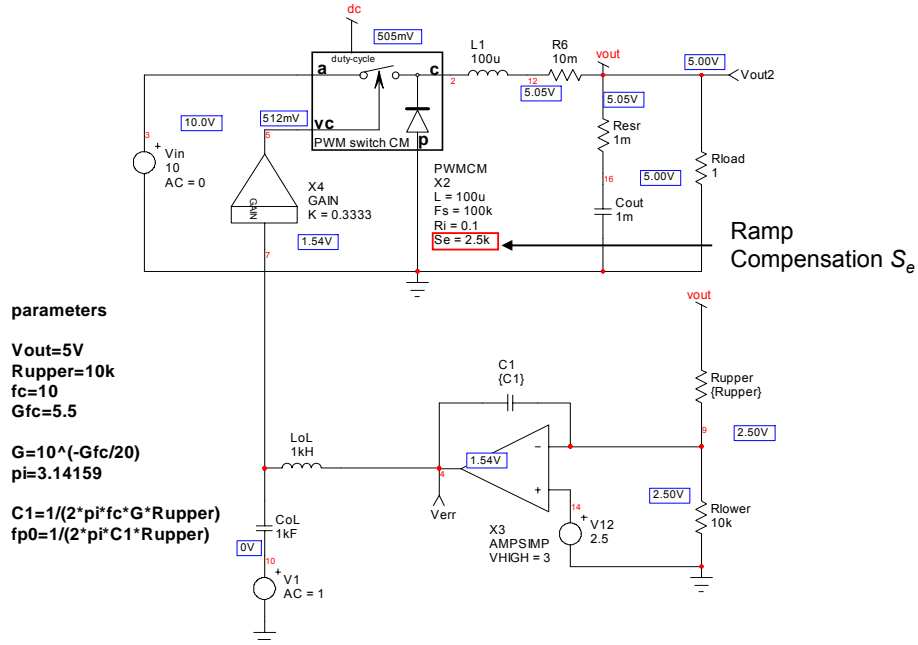 dc
505mV
duty-cycle
a
c
vc
p
PWM switch CM
L1
100u
R6
10m
vout
5.00V
Vout2
2
12
5.05V
5.05V
10.0V
512mV
3
5
Vin
10
AC = 0
GAIN
X4
GAIN
K = 0.3333
1.54V
7
PWMCM
X2
L = 100u
Fs = 100k
Ri = 0.1
Se = 2.5k
Resr
1m
16
5.00V
Cout
1m
Rload
1
Ramp
Compensation Se
parameters
Vout=5V
Rupper=10k
fc=10
Gfc=5.5
G=10^(-Gfc/20)
pi=3.14159
C1=1/(2*pi*fc*G*Rupper)
fp0=1/(2*pi*C1*Rupper)
vout
C1
{C1}
Rupper
{Rupper}
9
2.50V
LoL
1kH
4
1.54V
Verr
X3
AMPSIMP
VHIGH = 3
2.50V
14
V12
2.5
Rlower
10k
CoL
1kF
0V
10
V1
AC = 1